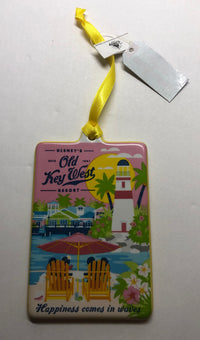 DISNEY'S
Old
Key West
RESORT
Happiness comes in waves